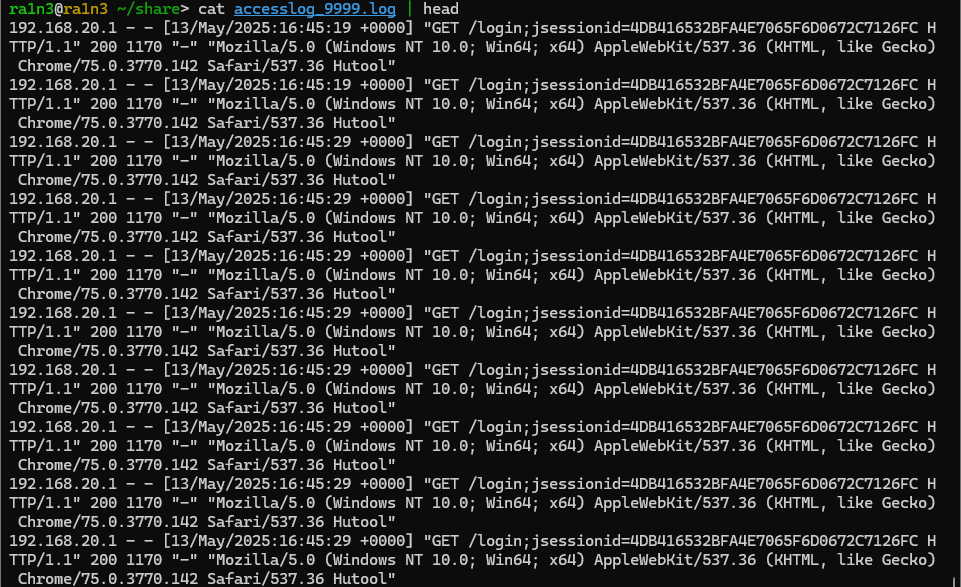 ra1n3@ra1n3 ~/share> cat accesslog_9999.log | head
192.168.20.1 - - [13/May/2025:16:45:19 +0000] "GET /login;jsessionid=4DB416532BFA4E7065F6D0672C7126FC H
TTP/1.1" 200 1170 "-" "Mozilla/5.0 (Windows NT 10.0; Win64; x64) AppleWebKit/537.36 (KHTML, like Gecko)
Chrome/75.0.3770.142 Safari/537.36 Hutool"
192.168.20.1 - - [13/May/2025:16:45:19 +0000] "GET /login;jsessionid=4DB416532BFA4E7065F6D0672C7126FC H
TTP/1.1" 200 1170 "-" "Mozilla/5.0 (Windows NT 10.0; Win64; x64) AppleWebKit/537.36 (KHTML, like Gecko)
Chrome/75.0.3770.142 Safari/537.36 Hutool"
192.168.20.1 - - [13/May/2025:16:45:29 +0000] "GET /login;jsessionid=4DB416532BFA4E7065F6D0672C7126FC H
TTP/1.1" 200 1170 "-" "Mozilla/5.0 (Windows NT 10.0; Win64; x64) AppleWebKit/537.36 (KHTML, like Gecko)
Chrome/75.0.3770.142 Safari/537.36 Hutool"
192.168.20.1 - - [13/May/2025:16:45:29 +0000] "GET /login;jsessionid=4DB416532BFA4E7065F6D0672C7126FC H
TTP/1.1" 200 1170 "-" "Mozilla/5.0 (Windows NT 10.0; Win64; x64) AppleWebKit/537.36 (KHTML, like Gecko)
Chrome/75.0.3770.142 Safari/537.36 Hutool"
192.168.20.1 - - [13/May/2025:16:45:29 +0000] "GET /login;jsessionid=4DB416532BFA4E7065F6D0672C7126FC H
TTP/1.1" 200 1170 "-" "Mozilla/5.0 (Windows NT 10.0; Win64; x64) AppleWebKit/537.36 (KHTML, like Gecko)
Chrome/75.0.3770.142 Safari/537.36 Hutool"
192.168.20.1 - - [13/May/2025:16:45:29 +0000] "GET /login;jsessionid=4DB416532BFA4E7065F6D0672C7126FC H
TTP/1.1" 200 1170 "-" "Mozilla/5.0 (Windows NT 10.0; Win64; x64) AppleWebKit/537.36 (KHTML, like Gecko)
Chrome/75.0.3770.142 Safari/537.36 Hutool"
192.168.20.1 - - [13/May/2025:16:45:29 +0000] "GET /login;jsessionid=4DB416532BFA4E7065F6D0672C7126FC H
TTP/1.1" 200 1170 "-" "Mozilla/5.0 (Windows NT 10.0; Win64; x64) AppleWebKit/537.36 (KHTML, like Gecko)
Chrome/75.0.3770.142 Safari/537.36 Hutool"
192.168.20.1 - - [13/May/2025:16:45:29 +0000] "GET /login;jsessionid=4DB416532BFA4E7065F6D0672C7126FC H
TTP/1.1" 200 1170 "-" "Mozilla/5.0 (Windows NT 10.0; Win64; x64) AppleWebKit/537.36 (KHTML, like Gecko)
Chrome/75.0.3770.142 Safari/537.36 Hutool"
192.168.20.1 - - [13/May/2025:16:45:29 +0000] "GET /login;jsessionid=4DB416532BFA4E7065F6D0672C7126FC H
TTP/1.1" 200 1170 "-" "Mozilla/5.0 (Windows NT 10.0; Win64; x64) AppleWebKit/537.36 (KHTML, like Gecko)
Chrome/75.0.3770.142 Safari/537.36 Hutool"
192.168.20.1 - - [13/May/2025:16:45:29 +0000] "GET /login;jsessionid=4DB416532BFA4E7065F6D0672C7126FC H
TTP/1.1" 200 1170 "-" "Mozilla/5.0 (Windows NT 10.0; Win64; x64) AppleWebKit/537.36 (KHTML, like Gecko)
Chrome/75.0.3770.142 Safari/537.36 Hutool"